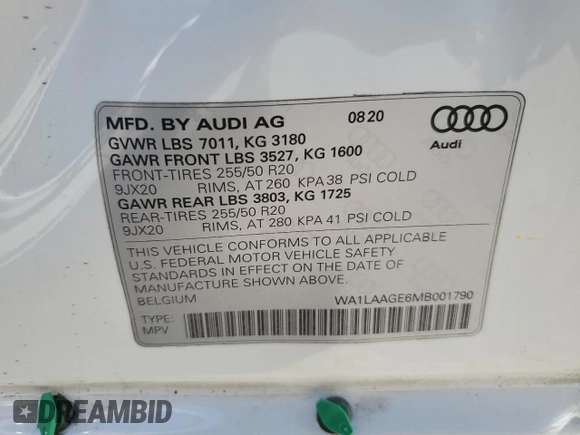 MFD. BY AUDI AG 08 20
GVWR LBS 7011, KG 3180
GAWR FRONT LBS 3527, KG 1600
FRONT-TIRES 255/50 R20
9JX20 RIMS, AT 260 KPA 38 PSI COLD
GAWR REAR LBS 3803, KG 1725
REAR-TIRES 255/50 R20
9JX20 RIMS, AT 280 KPA 41 PSI COLD
Audi
THIS VEHICLE CONFORMS TO ALL APPLICABLE
U.S. FEDERAL MOTOR VEHICLE SAFETY
STANDARDS IN EFFECT ON THE DATE OF
MANUFACTURE SHOWN ABOVE.
BELGIUM WA1LAAGE6MB001790
TYPE:
MPV
DREAMBID